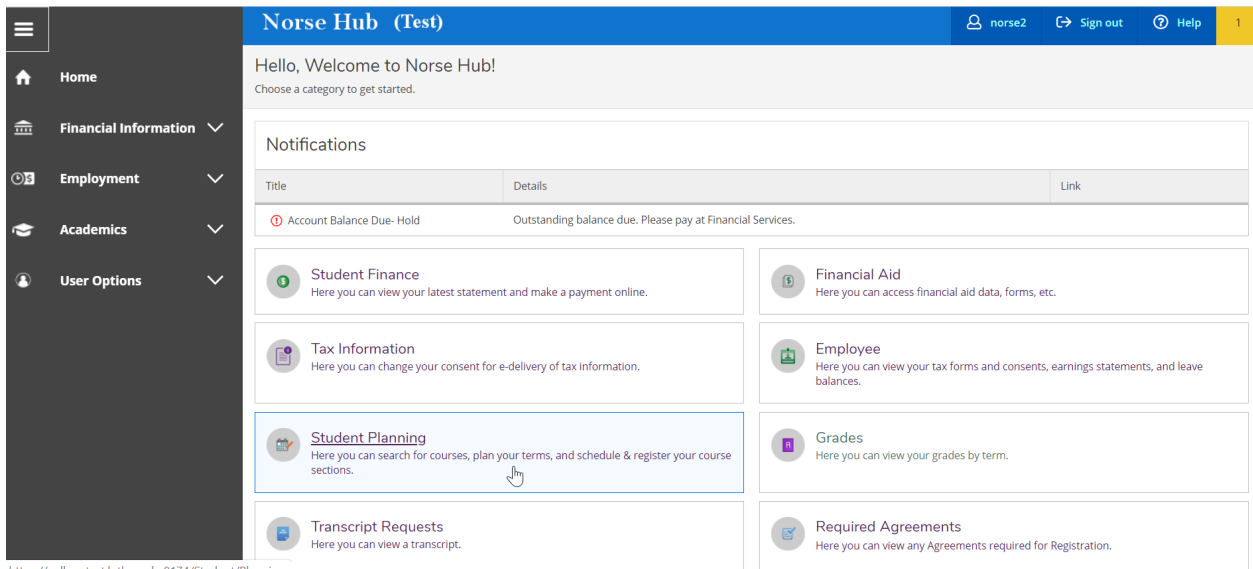 Norse Hub (Test)
norse2
Sign out
Help
1
Home
Financial Information
Employment
Academics
User Options
Hello, Welcome to Norse Hub!
Choose a category to get started.
Notifications
Title Details Link
Account Balance Due- Hold Outstanding balance due. Please pay at Financial Services.
Student Finance
Here you can view your latest statement and make a payment online.
Financial Aid
Here you can access financial aid data, forms, etc.
Tax Information
Here you can change your consent for e-delivery of tax information.
Employee
Here you can view your tax forms and consents, earnings statements, and leave
balances.
Student Planning
Here you can search for courses, plan your terms, and schedule & register your course
sections.
Grades
Here you can view your grades by term.
Transcript Requests
Here you can view a transcript.
Required Agreements
Here you can view any Agreements required for Registration.